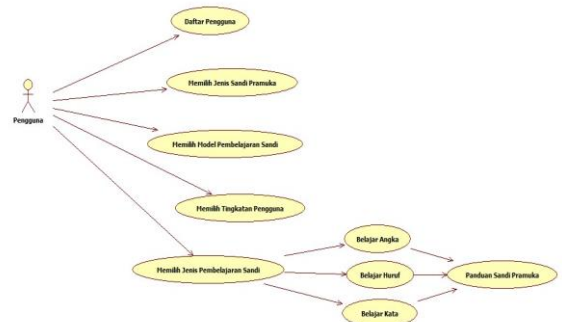 Daftar Pengguna
Memilih Jenis Sandi Pramuka
Pengguna
Memilih Model Pembelajaran Sandi
Memilih Tingkatan Pengguna
Belajar Angka
Memilih Jenis Pembelajaran Sandi
Belajar Huruf
Panduan Sandi Pramuka
Belajar Kata